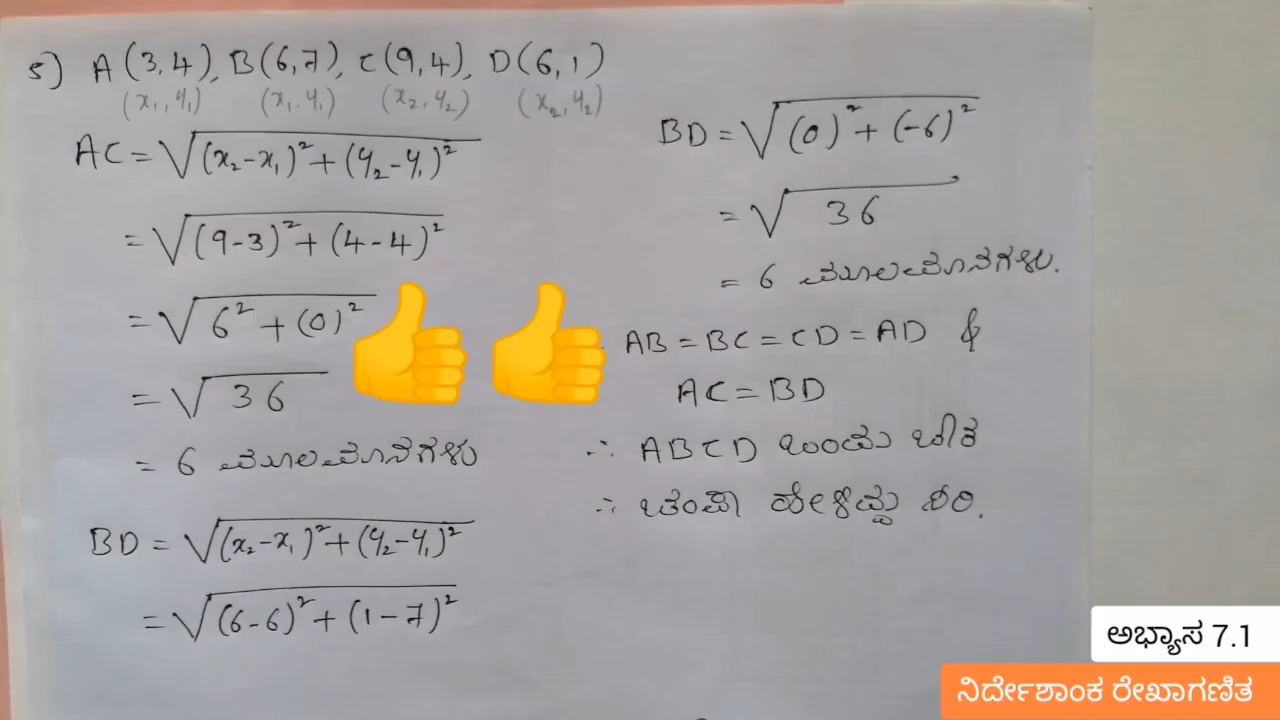 5) A(3,4), B(6,7), C(9,4), D(6,1)
(x₁,y₁) (x₁.y₁) (x₂,y₂) (x₂,y₂)
AC = √(x₂-x₁)²+(y₂-y₁)²
= √(9-3)²+(4-4)²
= √6²+(0)²
= √36
= 6 ಮೂಲಮಾನಗಳು
BD = √(x₂-x₁)²+(y₂-y₁)²
= √(6-6)²+(1-7)²
BD = √(0)²+(-6)²
= √36
= 6 ಮೂಲಮಾನಗಳು.
AB = BC = CD = AD &
AC = BD
∴ ABCD ಒಂದು ಚೌಕ
∴ ಚಂಪಾ ಹೇಳಿದ್ದು ಸರಿ.
ಅಭ್ಯಾಸ 7.1
ನಿರ್ದೇಶಾಂಕ ರೇಖಾಗಣಿತ